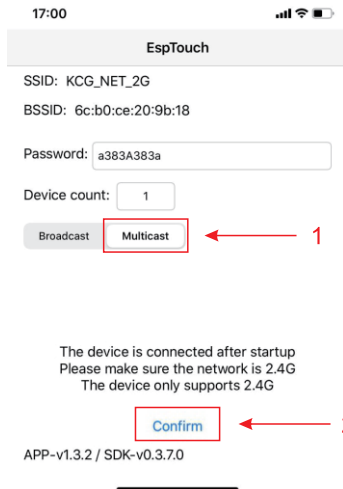 17:00
EspTouch
SSID: KCG_NET_2G
BSSID: 6c:b0:ce:20:9b:18
Password: a383A383a
Device count: 1
Broadcast Multicast 1
The device is connected after startup
Please make sure the network is 2.4G
The device only supports 2.4G
Confirm
APP-v1.3.2 / SDK-v0.3.7.0